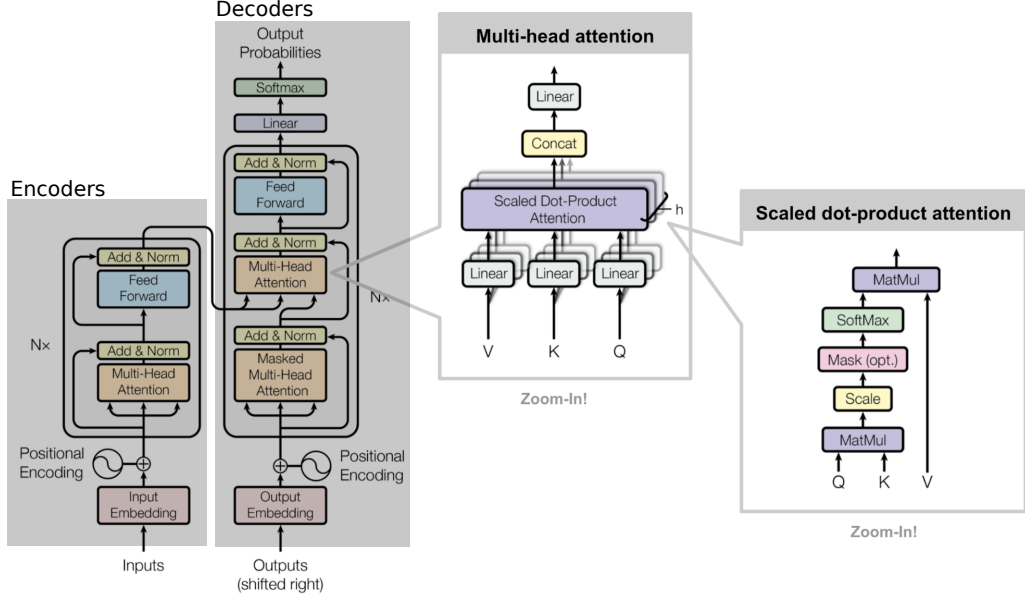 Decoders
Output
Probabilities
Softmax
Linear
Add & Norm
Feed
Forward
Add & Norm
Multi-Head
Attention
Nx
Add & Norm
Masked
Multi-Head
Attention
Positional
Encoding
Output
Embedding
Outputs
(shifted right)
Encoders
Add & Norm
Feed
Forward
Nx
Add & Norm
Multi-Head
Attention
Positional
Encoding
Input
Embedding
Inputs
Multi-head attention
Linear
Concat
Scaled Dot-Product
Attention
h
Linear Linear Linear
V K Q
Zoom-In!
Scaled dot-product attention
MatMul
SoftMax
Mask (opt.)
Scale
MatMul
Q K V
Zoom-In!